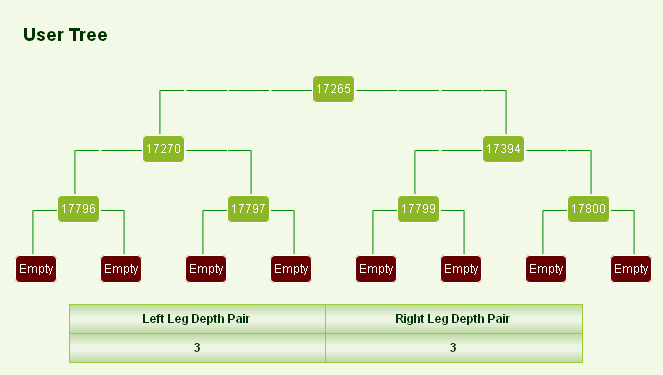 User Tree
17265
17270 17394
17796 17797 17799 17800
Empty Empty Empty Empty Empty Empty Empty Empty
Left Leg Depth Pair Right Leg Depth Pair
3 3